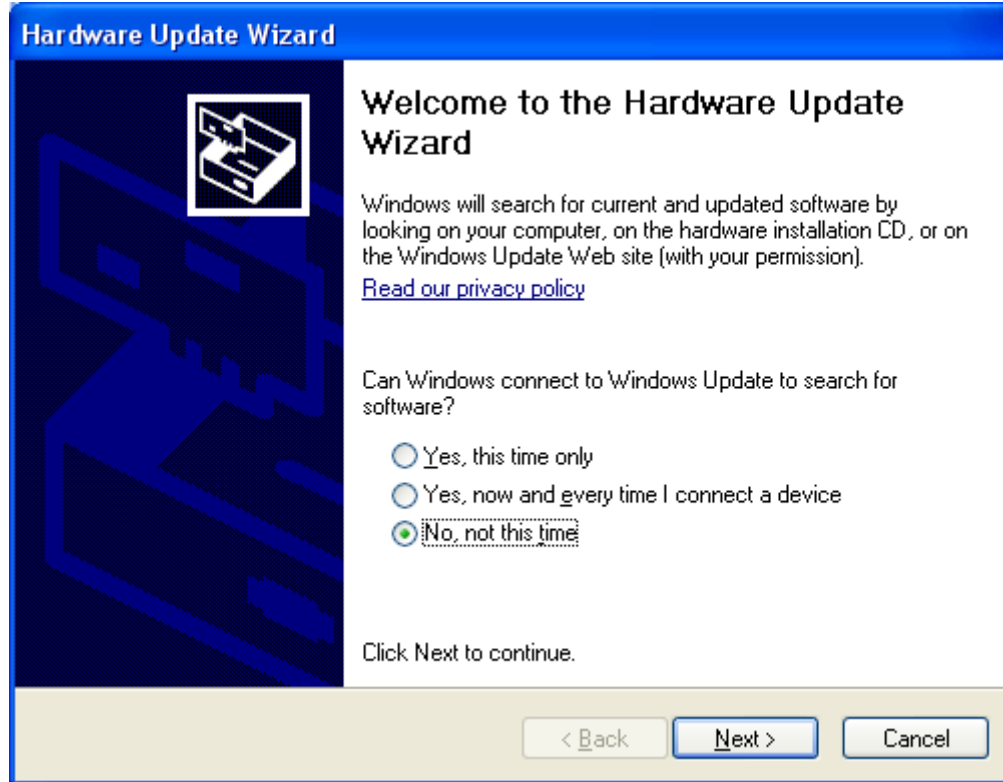 Hardware Update Wizard
Welcome to the Hardware Update
Wizard
Windows will search for current and updated software by
looking on your computer, on the hardware installation CD, or on
the Windows Update Web site (with your permission).
Read our privacy policy
Can Windows connect to Windows Update to search for
software?
Yes, this time only
Yes, now and every time I connect a device
No, not this time
Click Next to continue.
< Back Next > Cancel